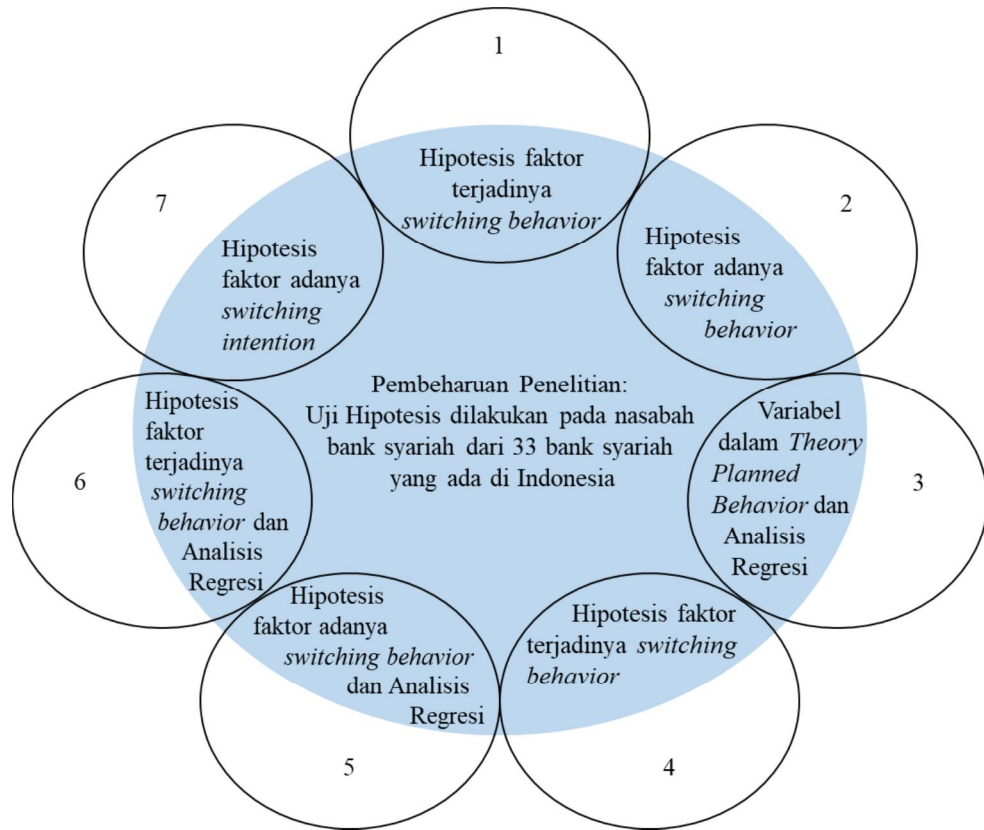 1
Hipotesis faktor
terjadinya
switching behavior
2
Hipotesis
faktor adanya
switching
behavior
3
Variabel
dalam Theory
Planned
Behavior dan
Analisis
Regresi
4
Hipotesis faktor
terjadinya switching
behavior
5
Hipotesis
faktor adanya
switching behavior
dan Analisis
Regresi
6
Hipotesis
faktor
terjadinya
switching
behavior dan
Analisis
Regresi
7
Hipotesis
faktor adanya
switching
intention
Pembeharuan Penelitian:
Uji Hipotesis dilakukan pada nasabah
bank syariah dari 33 bank syariah
yang ada di Indonesia